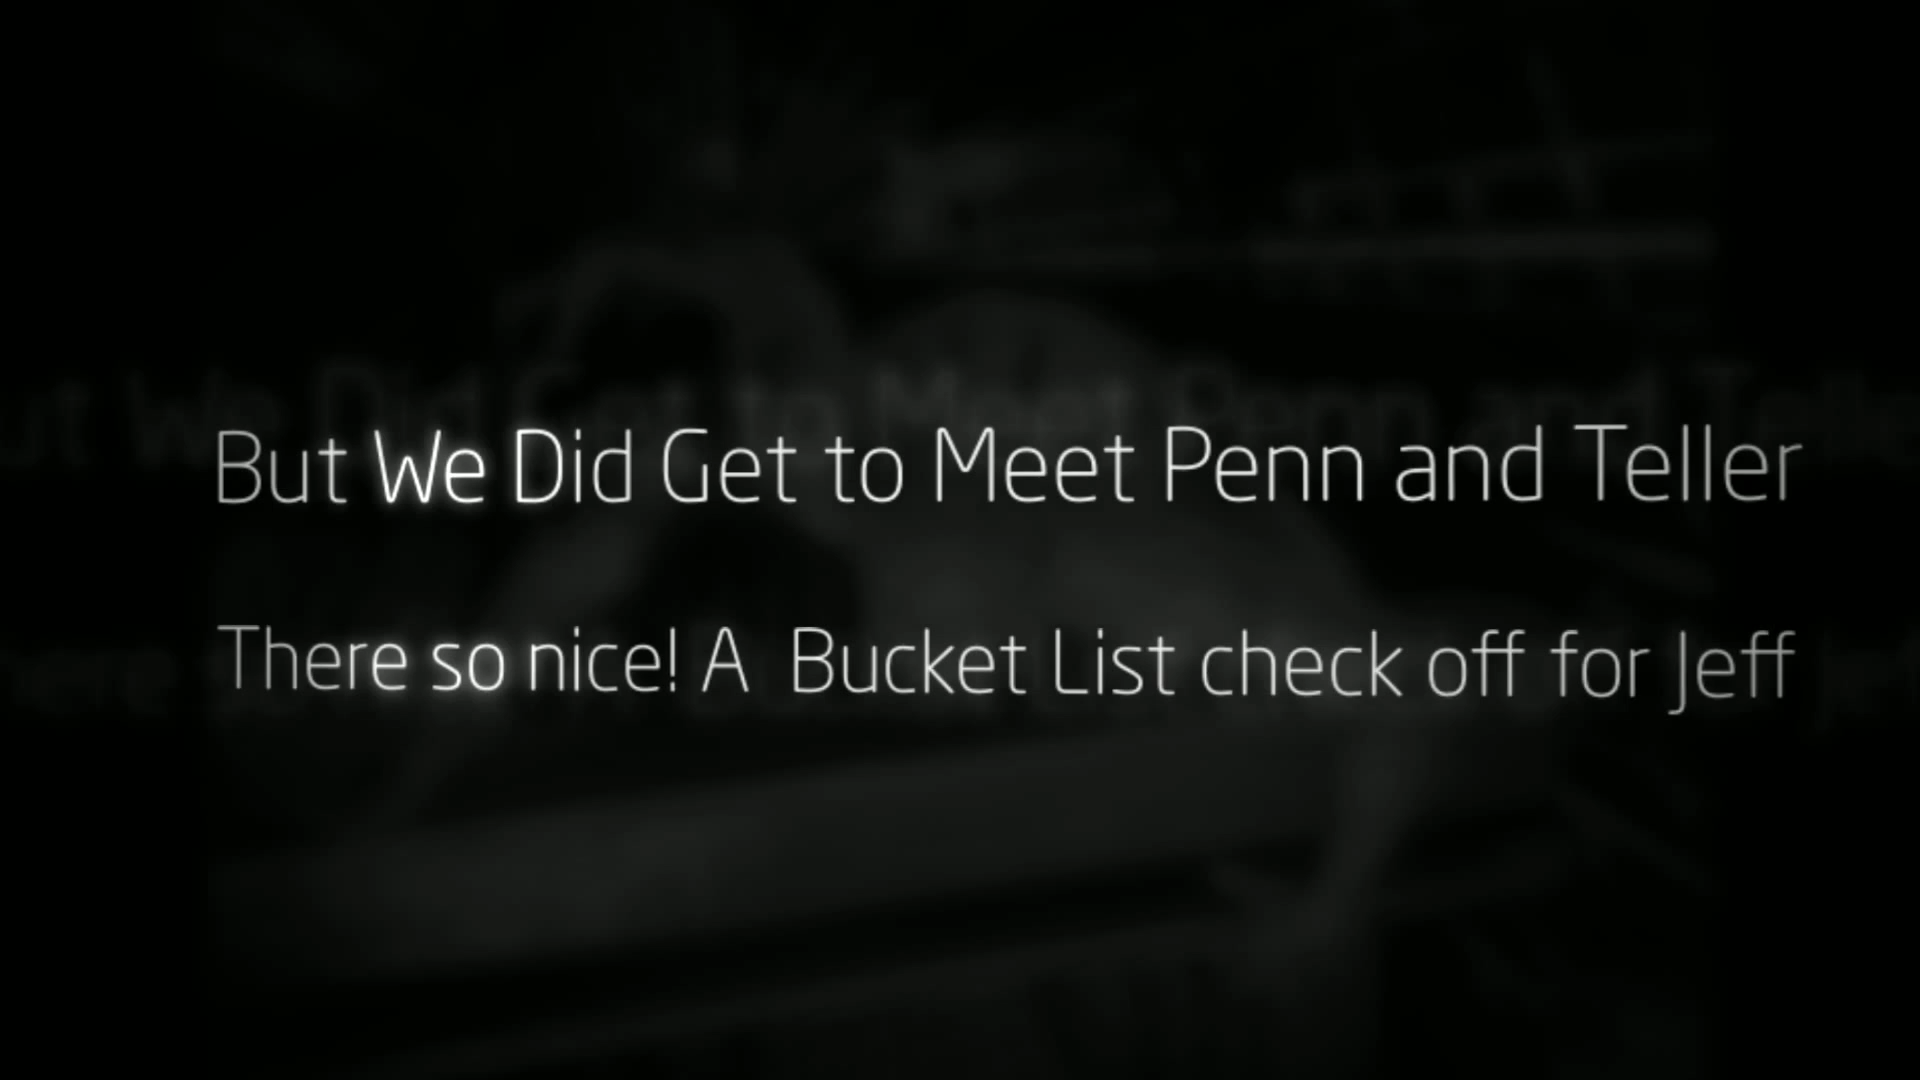 But We Did Get to Meet Penn and Teller
There so nice! A Bucket List check off for Jeff